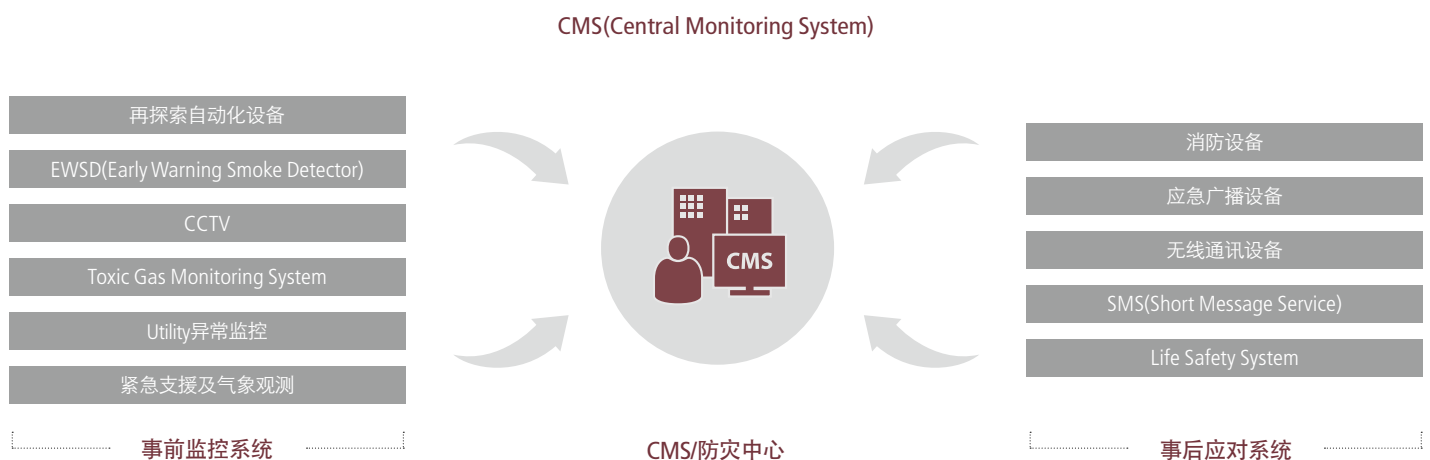 CMS(Central Monitoring System)
再探索自动化设备
EWSD(Early Warning Smoke Detector)
CCTV
Toxic Gas Monitoring System
Utility异常监控
紧急支援及气象观测
事前监控系统
CMS
CMS/防灾中心
消防设备
应急广播设备
无线通讯设备
SMS(Short Message Service)
Life Safety System
事后应对系统